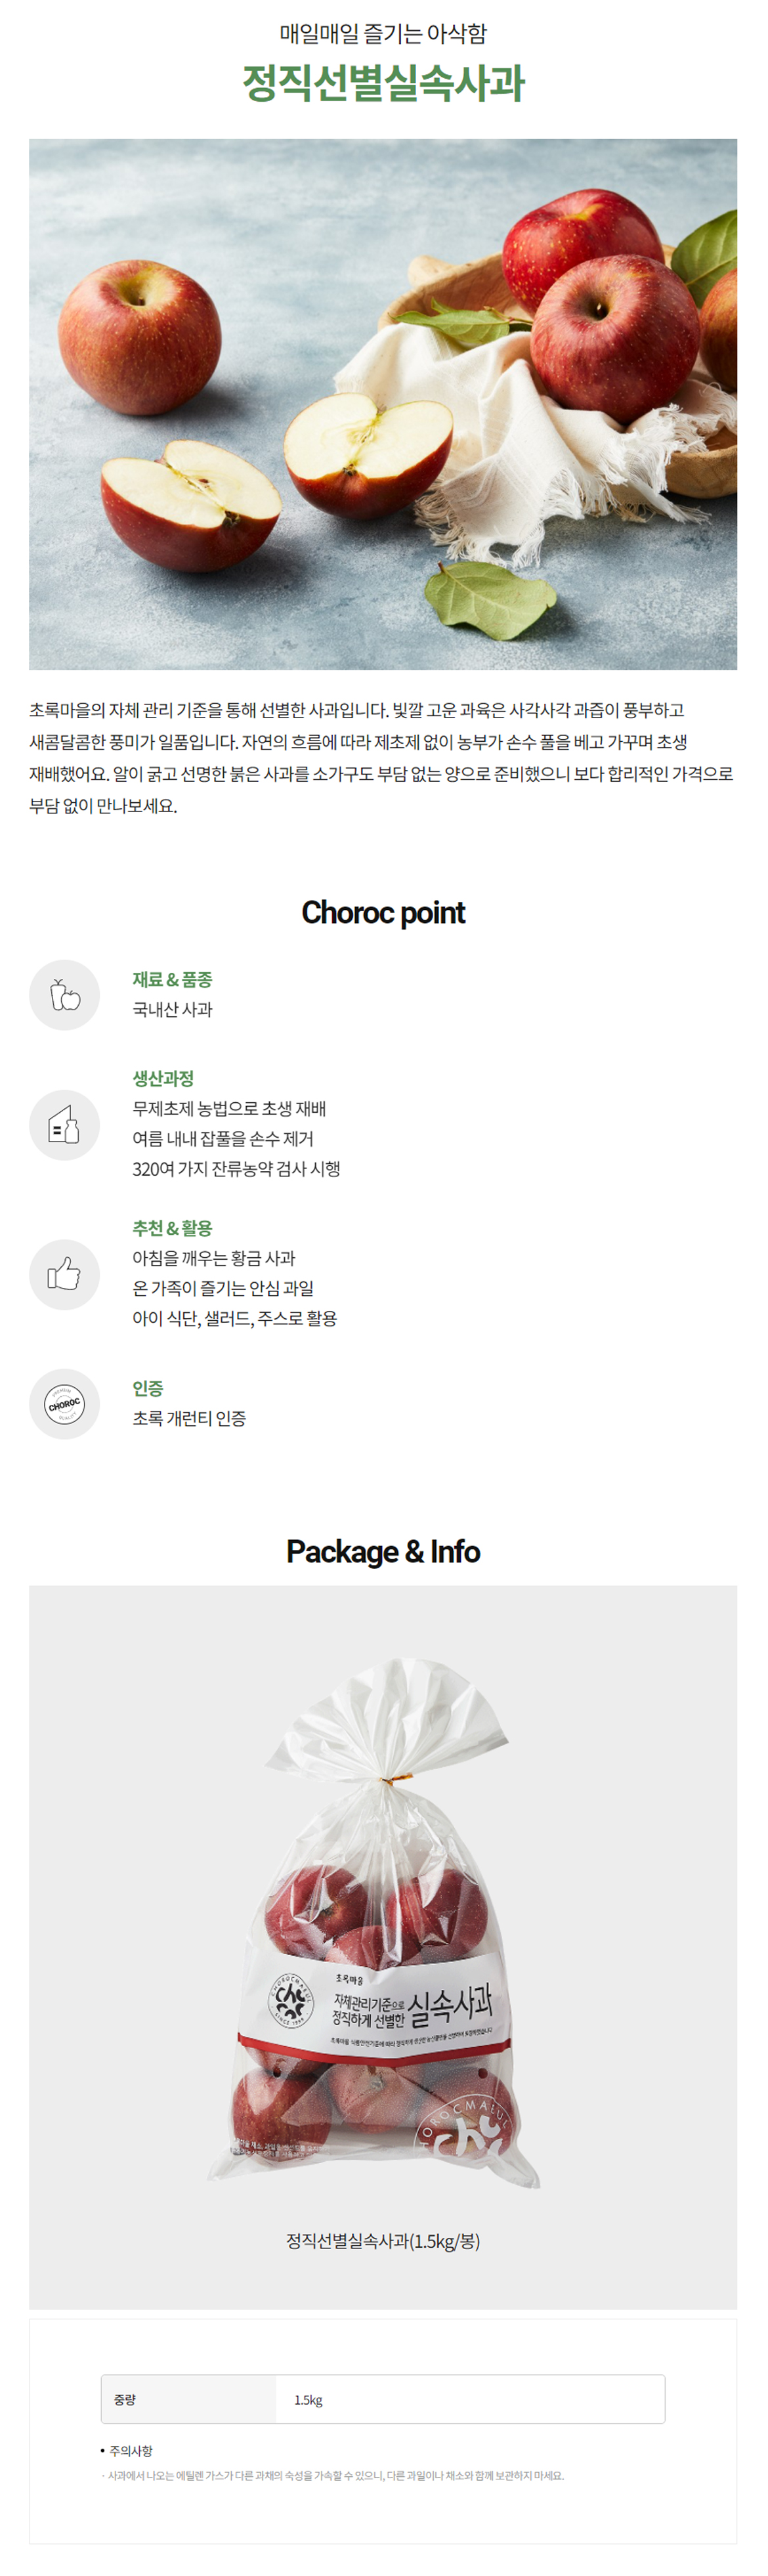 매일매일 즐기는 아삭함
정직선별실속사과
초록마을의 자체 관리 기준을 통해 선별한 사과입니다. 빛깔 고운 과육은 사각사각 과즙이 풍부하고
새콤달콤한 풍미가 일품입니다. 자연의 흐름에 따라 제초제 없이 농부가 손수 풀을 베고 가꾸며 초생
재배했어요. 알이 굵고 선명한 붉은 사과를 소가구도 부담 없는 양으로 준비했으니 보다 합리적인 가격으로
부담 없이 만나보세요.
Choroc point
재료 & 품종
국내산 사과
생산과정
무제초제 농법으로 초생 재배
여름 내내 잡풀을 손수 제거
320여 가지 잔류농약 검사 시행
추천 & 활용
아침을 깨우는 황금 사과
온 가족이 즐기는 안심 과일
아이 식단, 샐러드, 주스로 활용
PREMIUM
CHOROC
QUALITY
인증
초록 개런티 인증
Package & Info
초록마을
CHOROCMAEUL
SINCE 1999
자체관리기준으로
정직하게 선별한 실속사과
CHOROCMAEUL
정직선별실속사과(1.5kg/봉)
중량 1.5kg
• 주의사항
· 사과에서 나오는 에틸렌 가스가 다른 과채의 숙성을 가속할 수 있으니, 다른 과일이나 채소와 함께 보관하지 마세요.